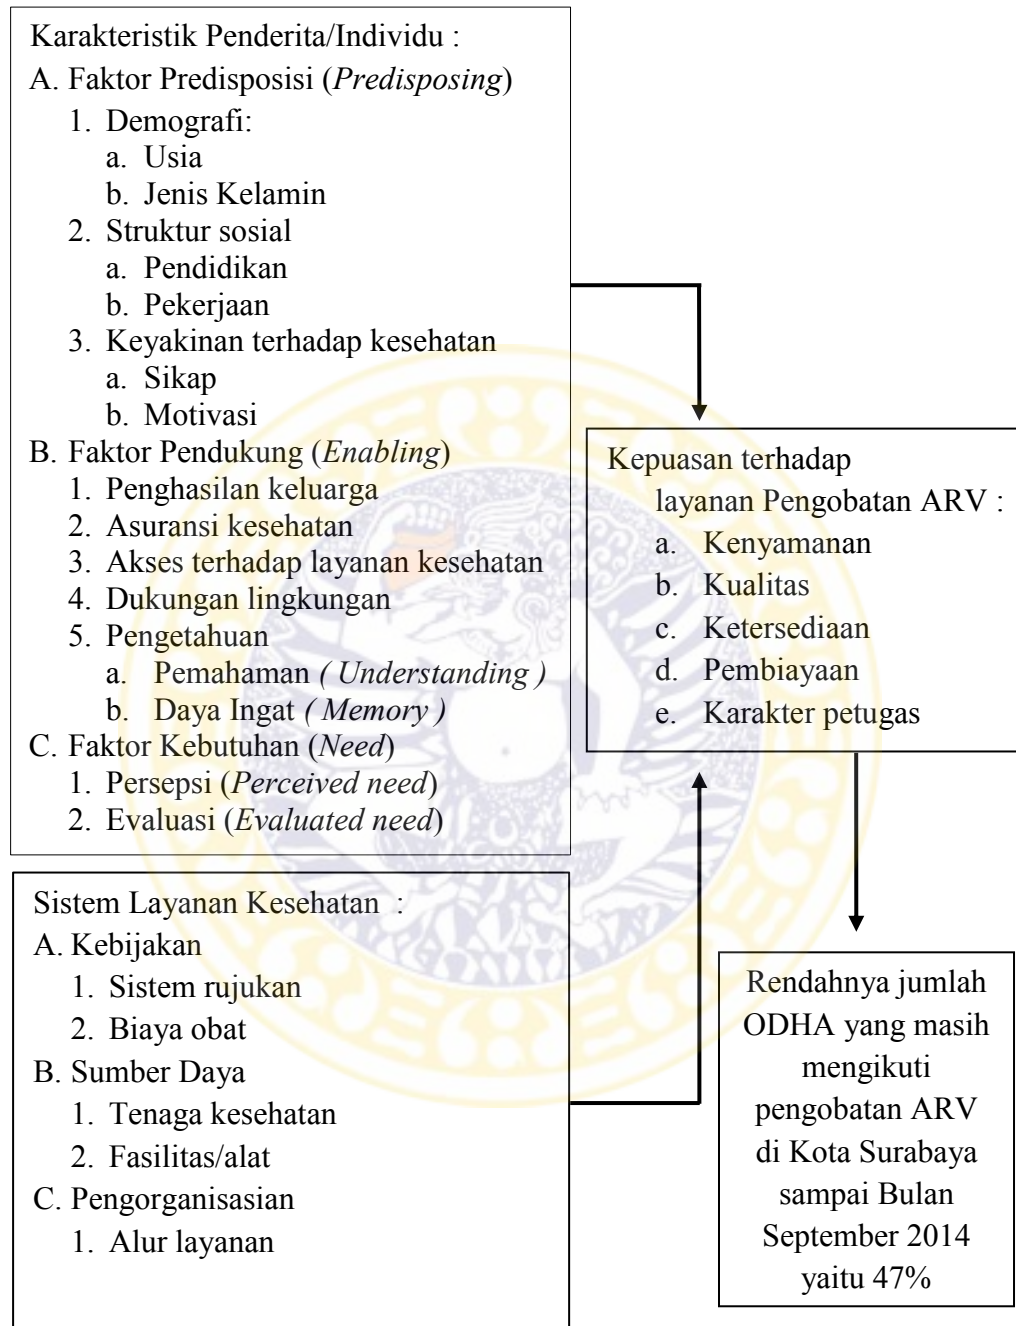 Karakteristik Penderita/Individu :
A. Faktor Predisposisi (Predisposing)
1. Demografi:
a. Usia
b. Jenis Kelamin
2. Struktur sosial
a. Pendidikan
b. Pekerjaan
3. Keyakinan terhadap kesehatan
a. Sikap
b. Motivasi
B. Faktor Pendukung (Enabling)
1. Penghasilan keluarga
2. Asuransi kesehatan
3. Akses terhadap layanan kesehatan
4. Dukungan lingkungan
5. Pengetahuan
a. Pemahaman ( Understanding )
b. Daya Ingat ( Memory )
C. Faktor Kebutuhan (Need)
1. Persepsi (Perceived need)
2. Evaluasi (Evaluated need)
Sistem Layanan Kesehatan :
A. Kebijakan
1. Sistem rujukan
2. Biaya obat
B. Sumber Daya
1. Tenaga kesehatan
2. Fasilitas/alat
C. Pengorganisasian
1. Alur layanan
Kepuasan terhadap
layanan Pengobatan ARV :
a. Kenyamanan
b. Kualitas
c. Ketersediaan
d. Pembiayaan
e. Karakter petugas
Rendahnya jumlah
ODHA yang masih
mengikuti
pengobatan ARV
di Kota Surabaya
sampai Bulan
September 2014
yaitu 47%